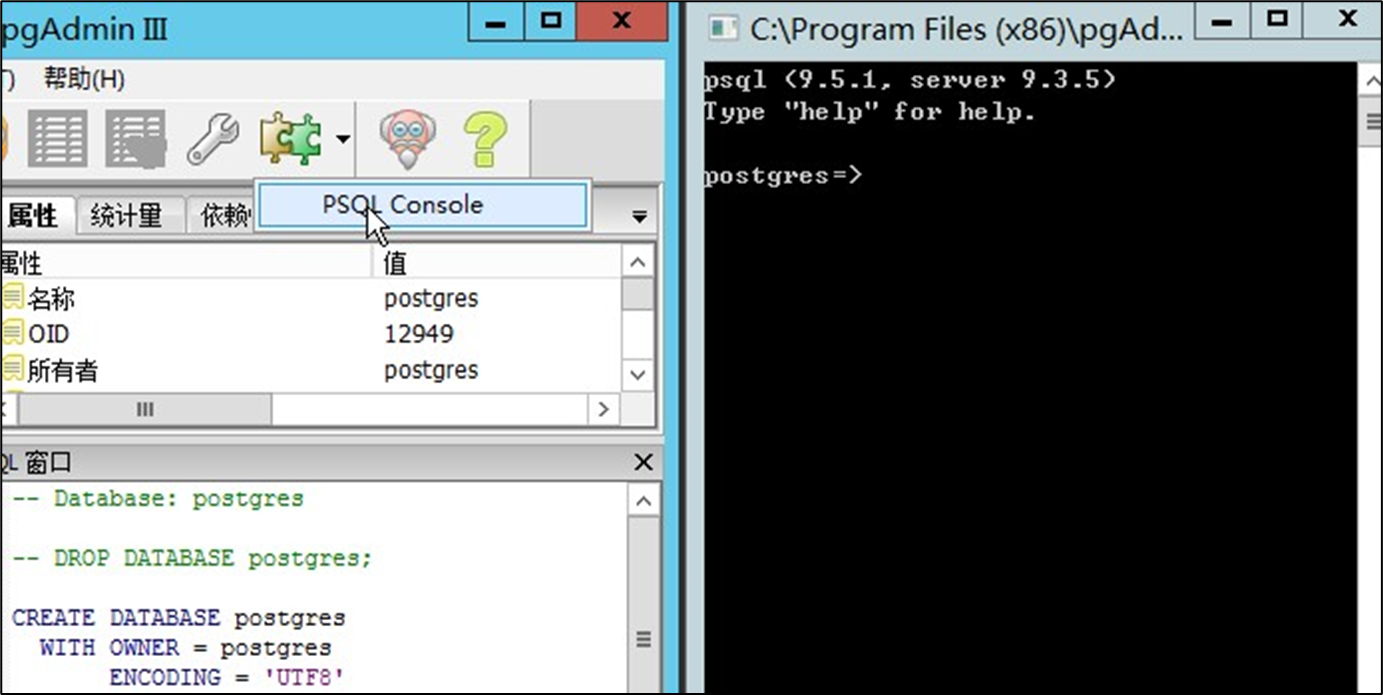 pgAdmin III
帮助(H)
PSQL Console
属性
统计量
依赖
属性
值
名称
postgres
OID
12949
所有者
postgres
窗口
-- Database: postgres
-- DROP DATABASE postgres;
CREATE DATABASE postgres
WITH OWNER = postgres
ENCODING = 'UTF8'
C:\Program Files (x86)\pgAd...
psql (9.5.1, server 9.3.5)
Type "help" for help.
postgres=>